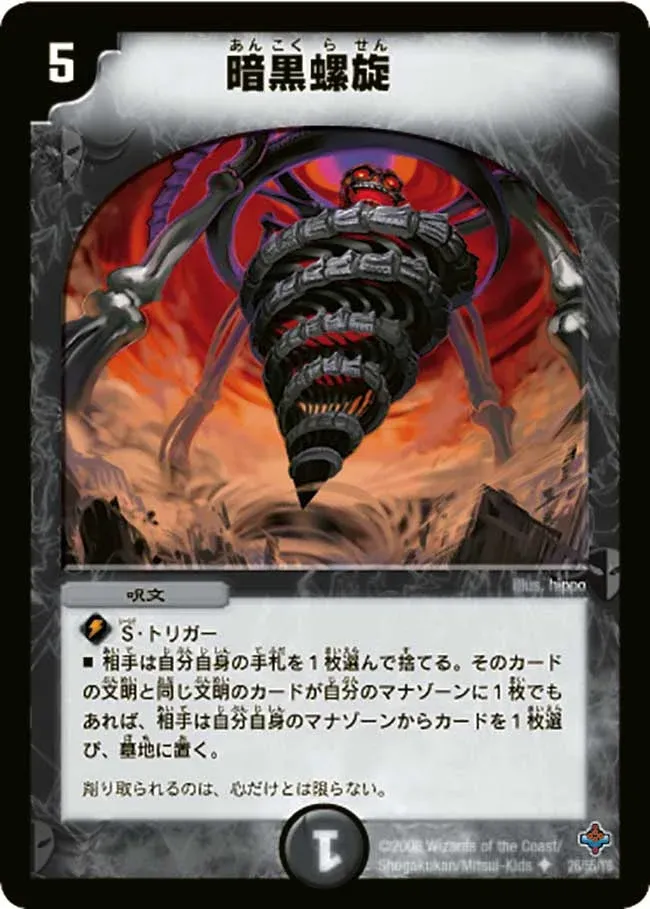 5
あんこくらせん
暗黒螺旋
Illus. hippo
呪文
S・トリガー
■ 相手は自分自身の手札を1枚選んで捨てる。そのカード
の文明と同じ文明のカードが自分のマナゾーンに1枚でも
あれば、相手は自分自身のマナゾーンからカードを1枚選
び、墓地に置く。
削り取られるのは、心だけとは限らない。
1
©2008 Wizards of the Coast/
Shogakukan/Mitsui-Kids